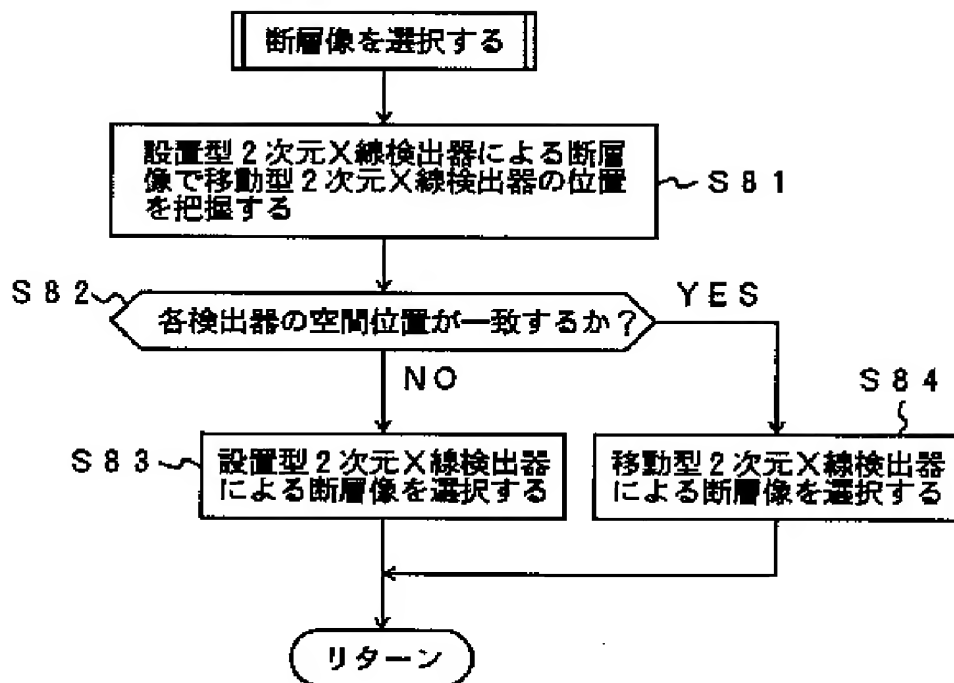 断層像を選択する
設置型2次元X線検出器による断層
像で移動型2次元X線検出器の位置
を把握する
S81
S82
各検出器の空間位置が一致するか?
YES
NO
S83
設置型2次元X線検出器
による断層像を選択する
S84
移動型2次元X線検出器
による断層像を選択する
リターン